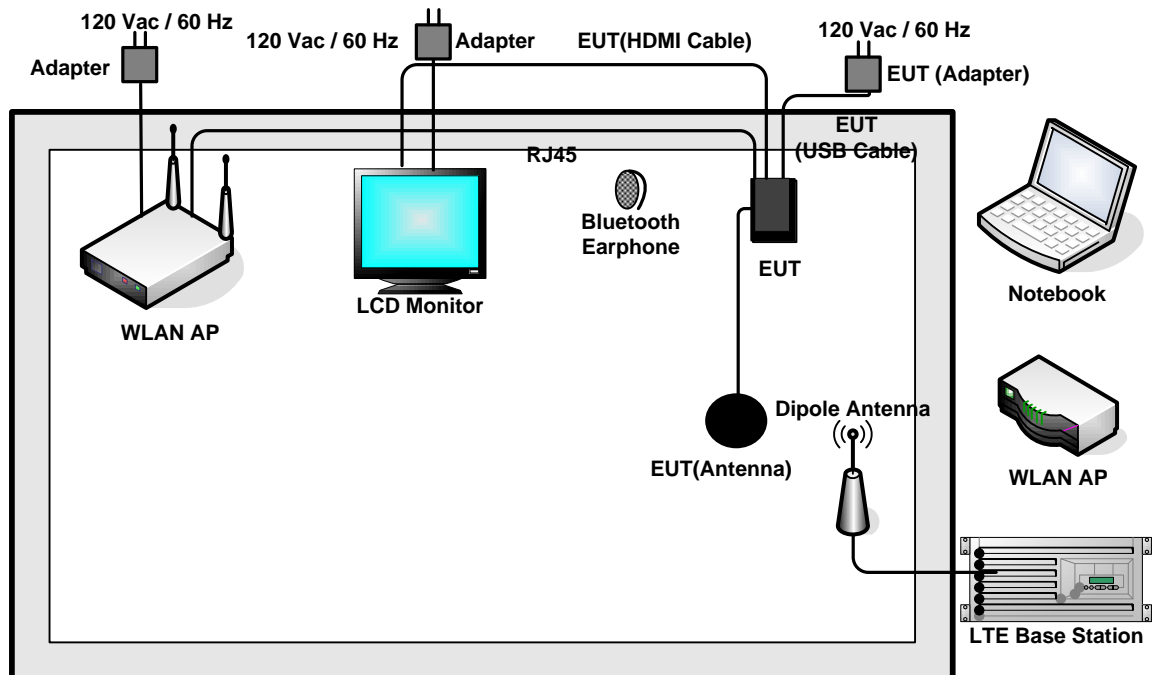 120 Vac / 60 Hz
Adapter
120 Vac / 60 Hz
Adapter
EUT(HDMI Cable)
120 Vac / 60 Hz
EUT (Adapter)
EUT
(USB Cable)
RJ45
Bluetooth
Earphone
EUT
LCD Monitor
WLAN AP
Notebook
Dipole Antenna
EUT(Antenna)
WLAN AP
LTE Base Station